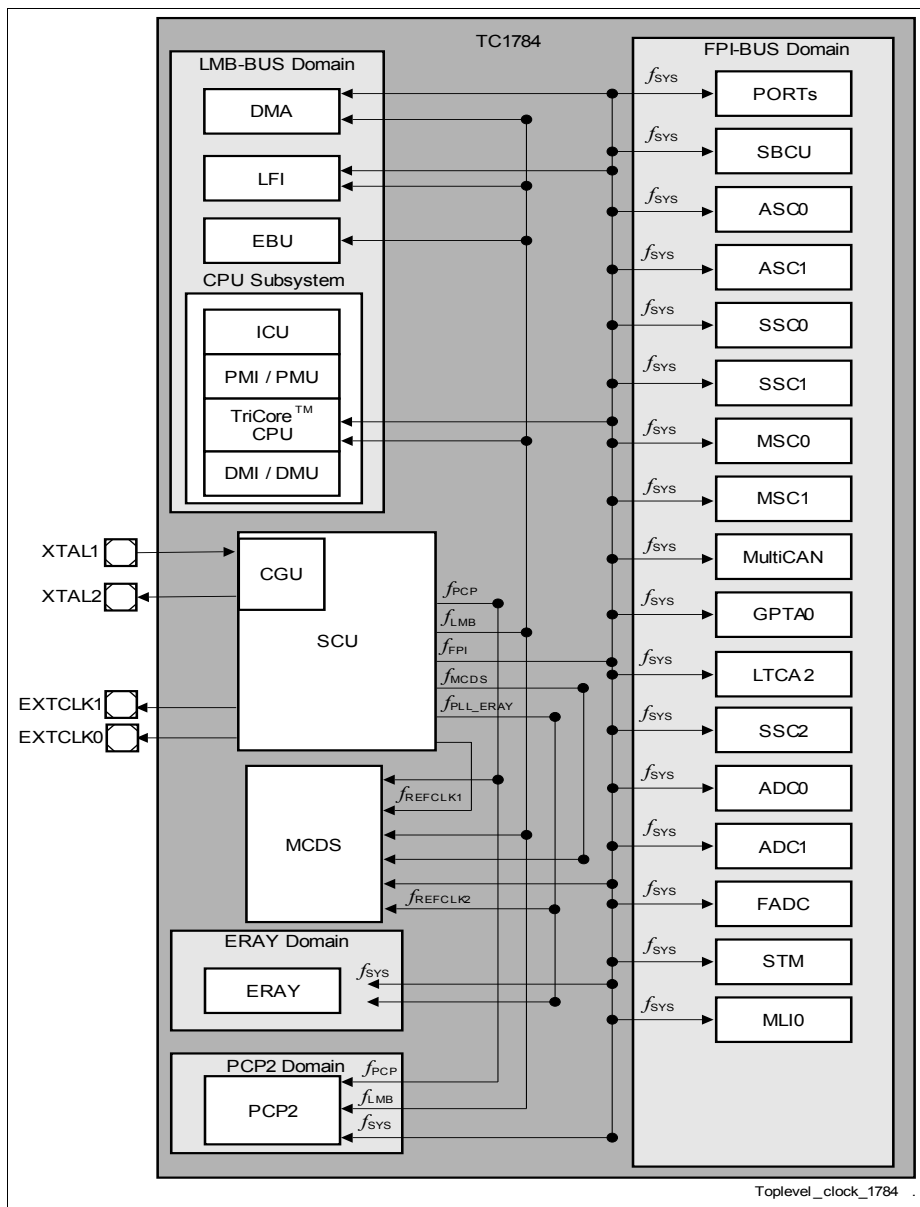 TC1784
LMB-BUS Domain
DMA
LFI
EBU
CPU Subsystem
ICU
PMI / PMU
TriCore™
CPU
DMI / DMU
XTAL1
XTAL2
EXTCLK1
EXTCLK0
CGU
SCU
fPCP
fLMB
fFPI
fMCDS
fPLL_ERAY
MCDS
fREFCLK1
fREFCLK2
ERAY Domain
ERAY
fSYS
PCP2 Domain
PCP2
fPCP
fLMB
fSYS
FPI-BUS Domain
fSYS
PORTs
fSYS
SBCU
fSYS
ASC0
fSYS
ASC1
fSYS
SSC0
fSYS
SSC1
fSYS
MSC0
fSYS
MSC1
fSYS
MultiCAN
fSYS
GPTA0
fSYS
LTCA2
fSYS
SSC2
fSYS
ADC0
fSYS
ADC1
fSYS
FADC
fSYS
STM
fSYS
MLI0
Toplevel_clock_1784 .